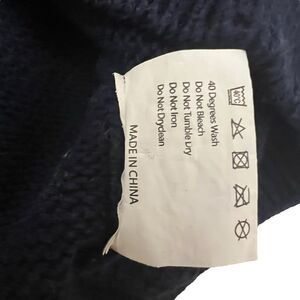 40°C
40 Degrees Wash
Do Not Bleach
Do Not Tumble Dry
Do Not Iron
Do Not Dryclean
MADE IN CHINA